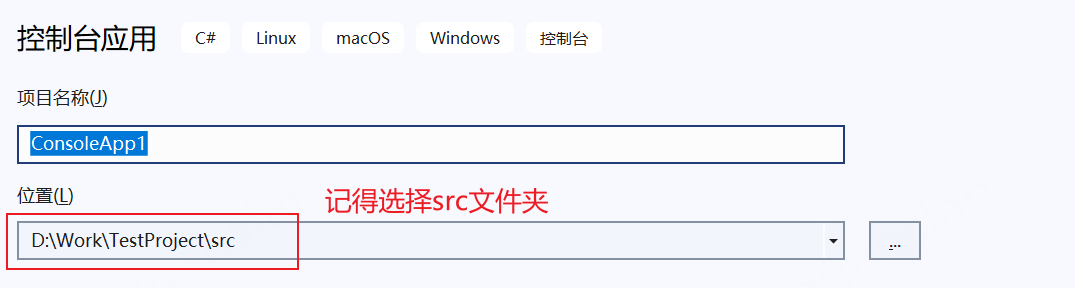 控制台应用 C# Linux macOS Windows 控制台
项目名称(J)
ConsoleApp1
位置(L)
记得选择src文件夹
D:\Work\TestProject\src
...